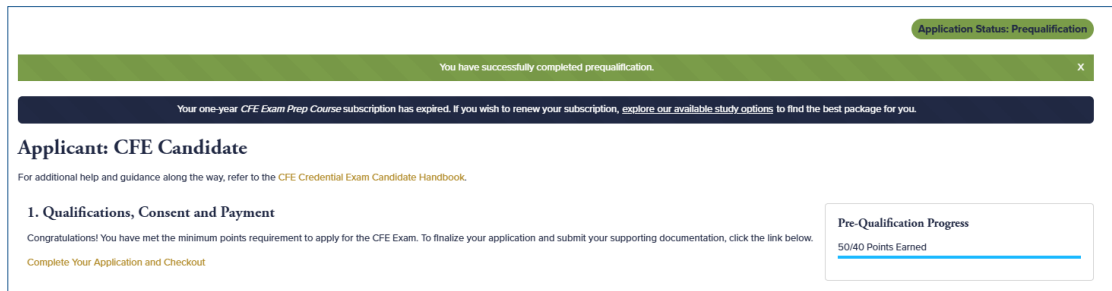 Application Status: Prequalification
You have successfully completed prequalification. X
Your one-year CFE Exam Prep Course subscription has expired. If you wish to renew your subscription, explore our available study options to find the best package for you.
Applicant: CFE Candidate
For additional help and guidance along the way, refer to the CFE Credential Exam Candidate Handbook.
1. Qualifications, Consent and Payment
Congratulations! You have met the minimum points requirement to apply for the CFE Exam. To finalize your application and submit your supporting documentation, click the link below.
Complete Your Application and Checkout
Pre-Qualification Progress
50/40 Points Earned